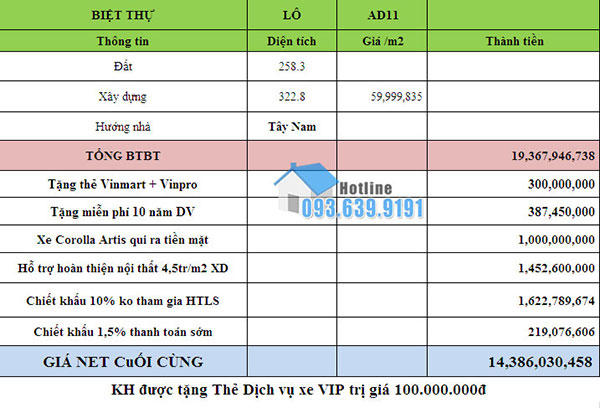 BIỆT THỰ LÔ AD11
Thông tin Diện tích Giá /m2 Thành tiền
Đất 258.3
Xây dựng 322.8 59,999,835
Hướng nhà Tây Nam
TỔNG BTBT 19,367,946,738
Tặng thẻ Vinmart + Vinpro 300,000,000
Hotline
093.639.9191
Tặng miễn phí 10 năm DV 387,450,000
Xe Corolla Artis qui ra tiền mặt 1,000,000,000
Hỗ trợ hoàn thiện nội thất 4,5tr/m2 XD 1,452,600,000
Chiết khấu 10% ko tham gia HTLS 1,622,789,674
Chiết khấu 1,5% thanh toán sớm 219,076,606
GIÁ NET CuỐI CÙNG 14,386,030,458
KH được tặng Thẻ Dịch vụ xe VIP trị giá 100.000.000đ